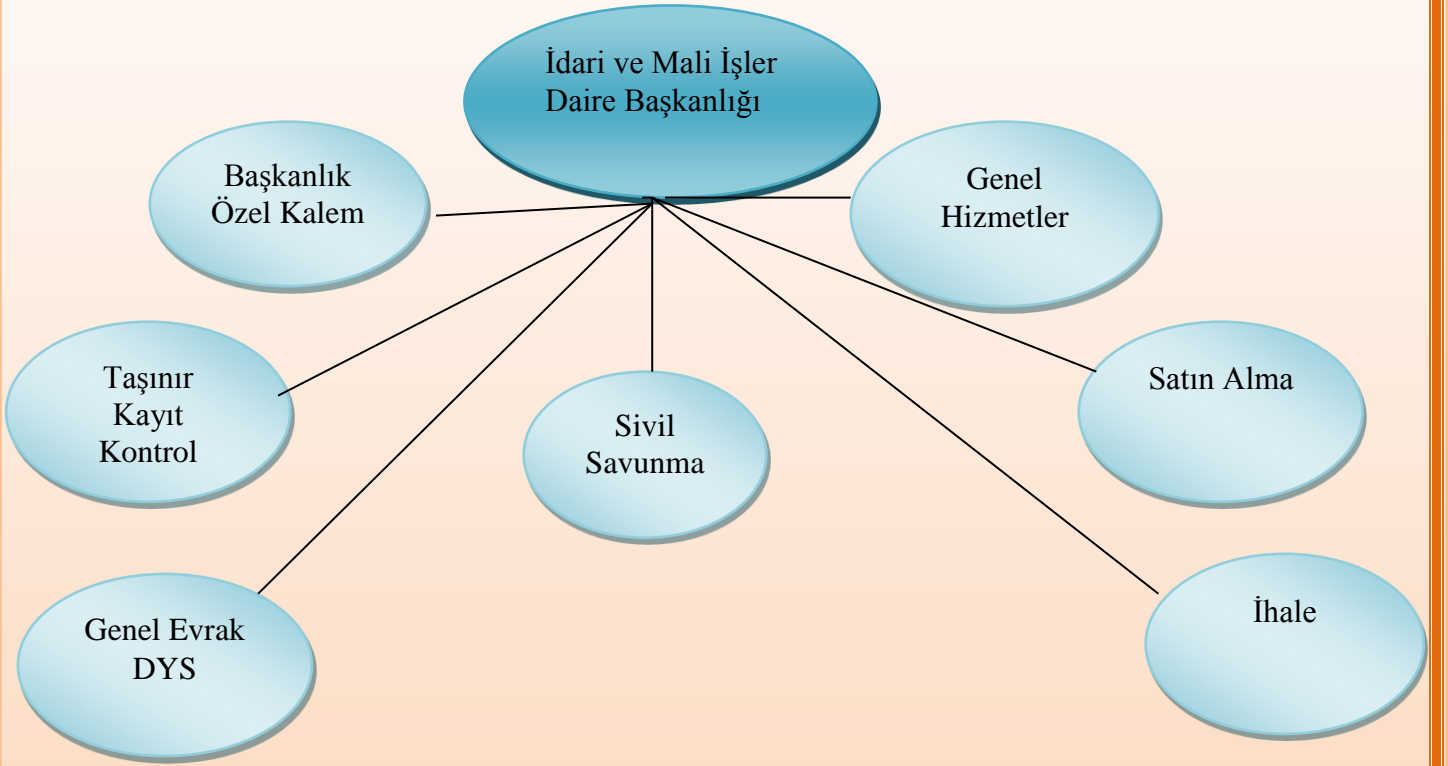 İdari ve Mali İşler
Daire Başkanlığı
Başkanlık
Özel Kalem
Genel
Hizmetler
Taşınır
Kayıt
Kontrol
Sivil
Savunma
Satın Alma
Genel Evrak
DYS
İhale